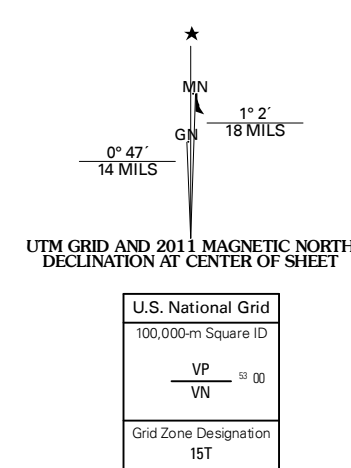 ★
MN
1° 2´
18 MILS
GN
0° 47´
14 MILS
UTM GRID AND 2011 MAGNETIC NORTH
DECLINATION AT CENTER OF SHEET
U.S. National Grid
100,000-m Square ID
VP
53 00
VN
Grid Zone Designation
15T